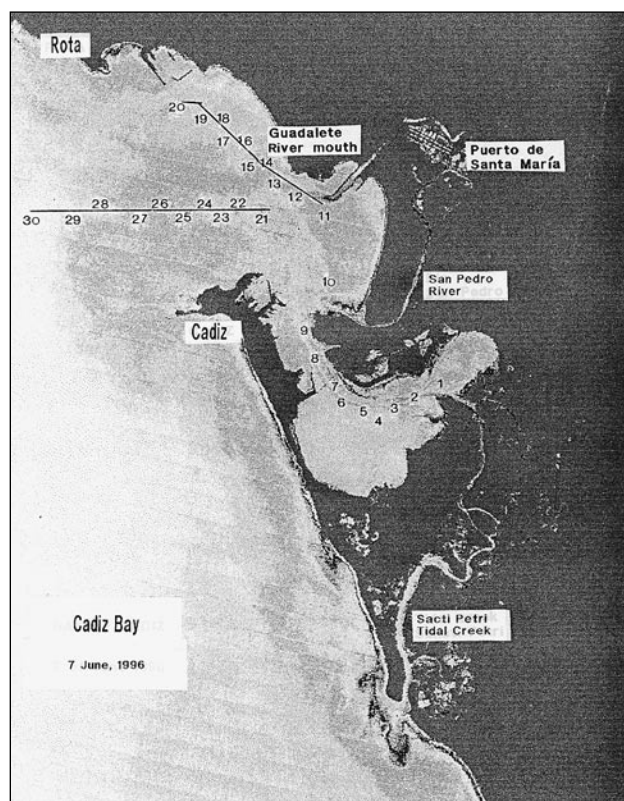 Rota
20
19
18
17
16
15
14
13
12
11
Guadalete
River mouth
Puerto de
Santa María
30
29
28
27
26
25
24
23
22
21
10
San Pedro
River
Cadiz
9
8
7
6
5
4
3
2
1
Sacti Petri
Tidal Creek
Cadiz Bay
7 June, 1996